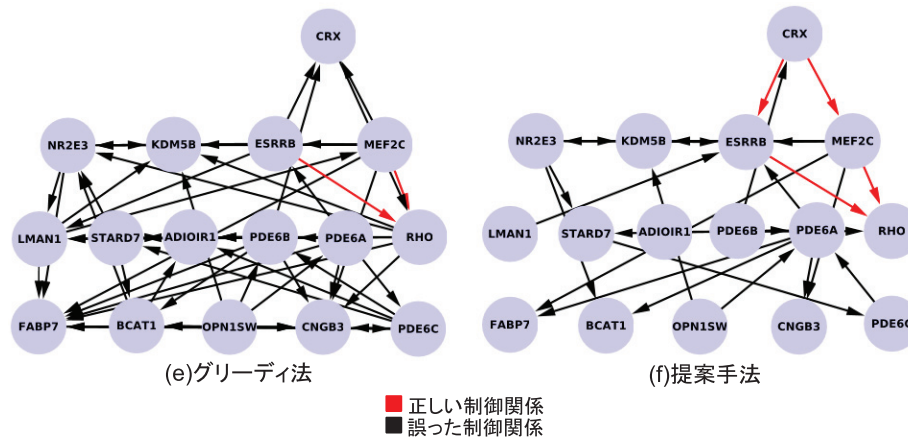 CRX
CRX
NR2E3 KDM5B ESRRB MEF2C
NR2E3 KDM5B ESRRB MEF2C
LMAN1 STARD7 ADIOIR1 PDE6B PDE6A RHO
LMAN1 STARD7 ADIOIR1 PDE6B PDE6A RHO
FABP7 BCAT1 OPN1SW CNGB3 PDE6C
FABP7 BCAT1 OPN1SW CNGB3 PDE6C
(e)グリーディ法
(f)提案手法
正しい制御関係
誤った制御関係